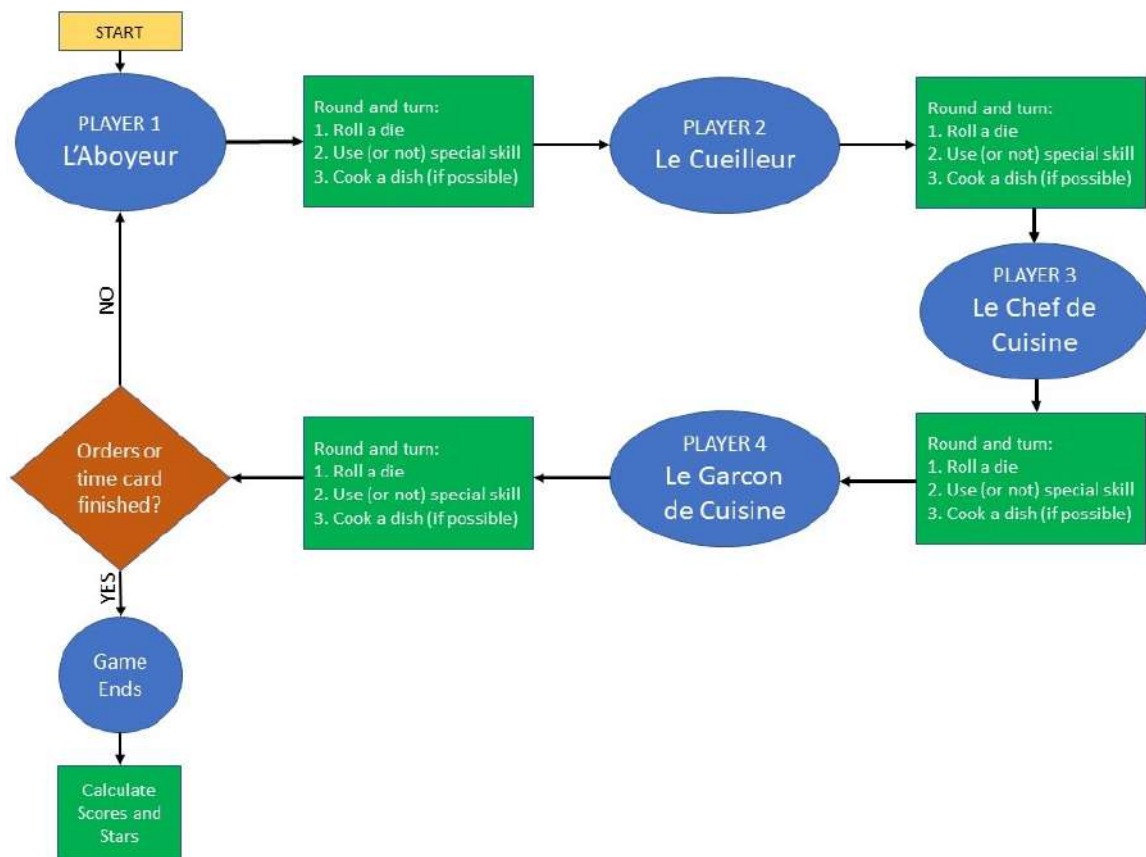 START
PLAYER 1
L'Aboyeur
Round and turn:
1. Roll a die
2. Use (or not) special skill
3. Cook a dish (if possible)
PLAYER 2
Le Cueilleur
Round and turn:
1. Roll a die
2. Use (or not) special skill
3. Cook a dish (if possible)
PLAYER 3
Le Chef de
Cuisine
Round and turn:
1. Roll a die
2. Use (or not) special skill
3. Cook a dish (if possible)
PLAYER 4
Le Garcon
de Cuisine
Round and turn:
1. Roll a die
2. Use (or not) special skill
3. Cook a dish (if possible)
Orders or
time card
finished?
NO
YES
Game
Ends
Calculate
Scores and
Stars